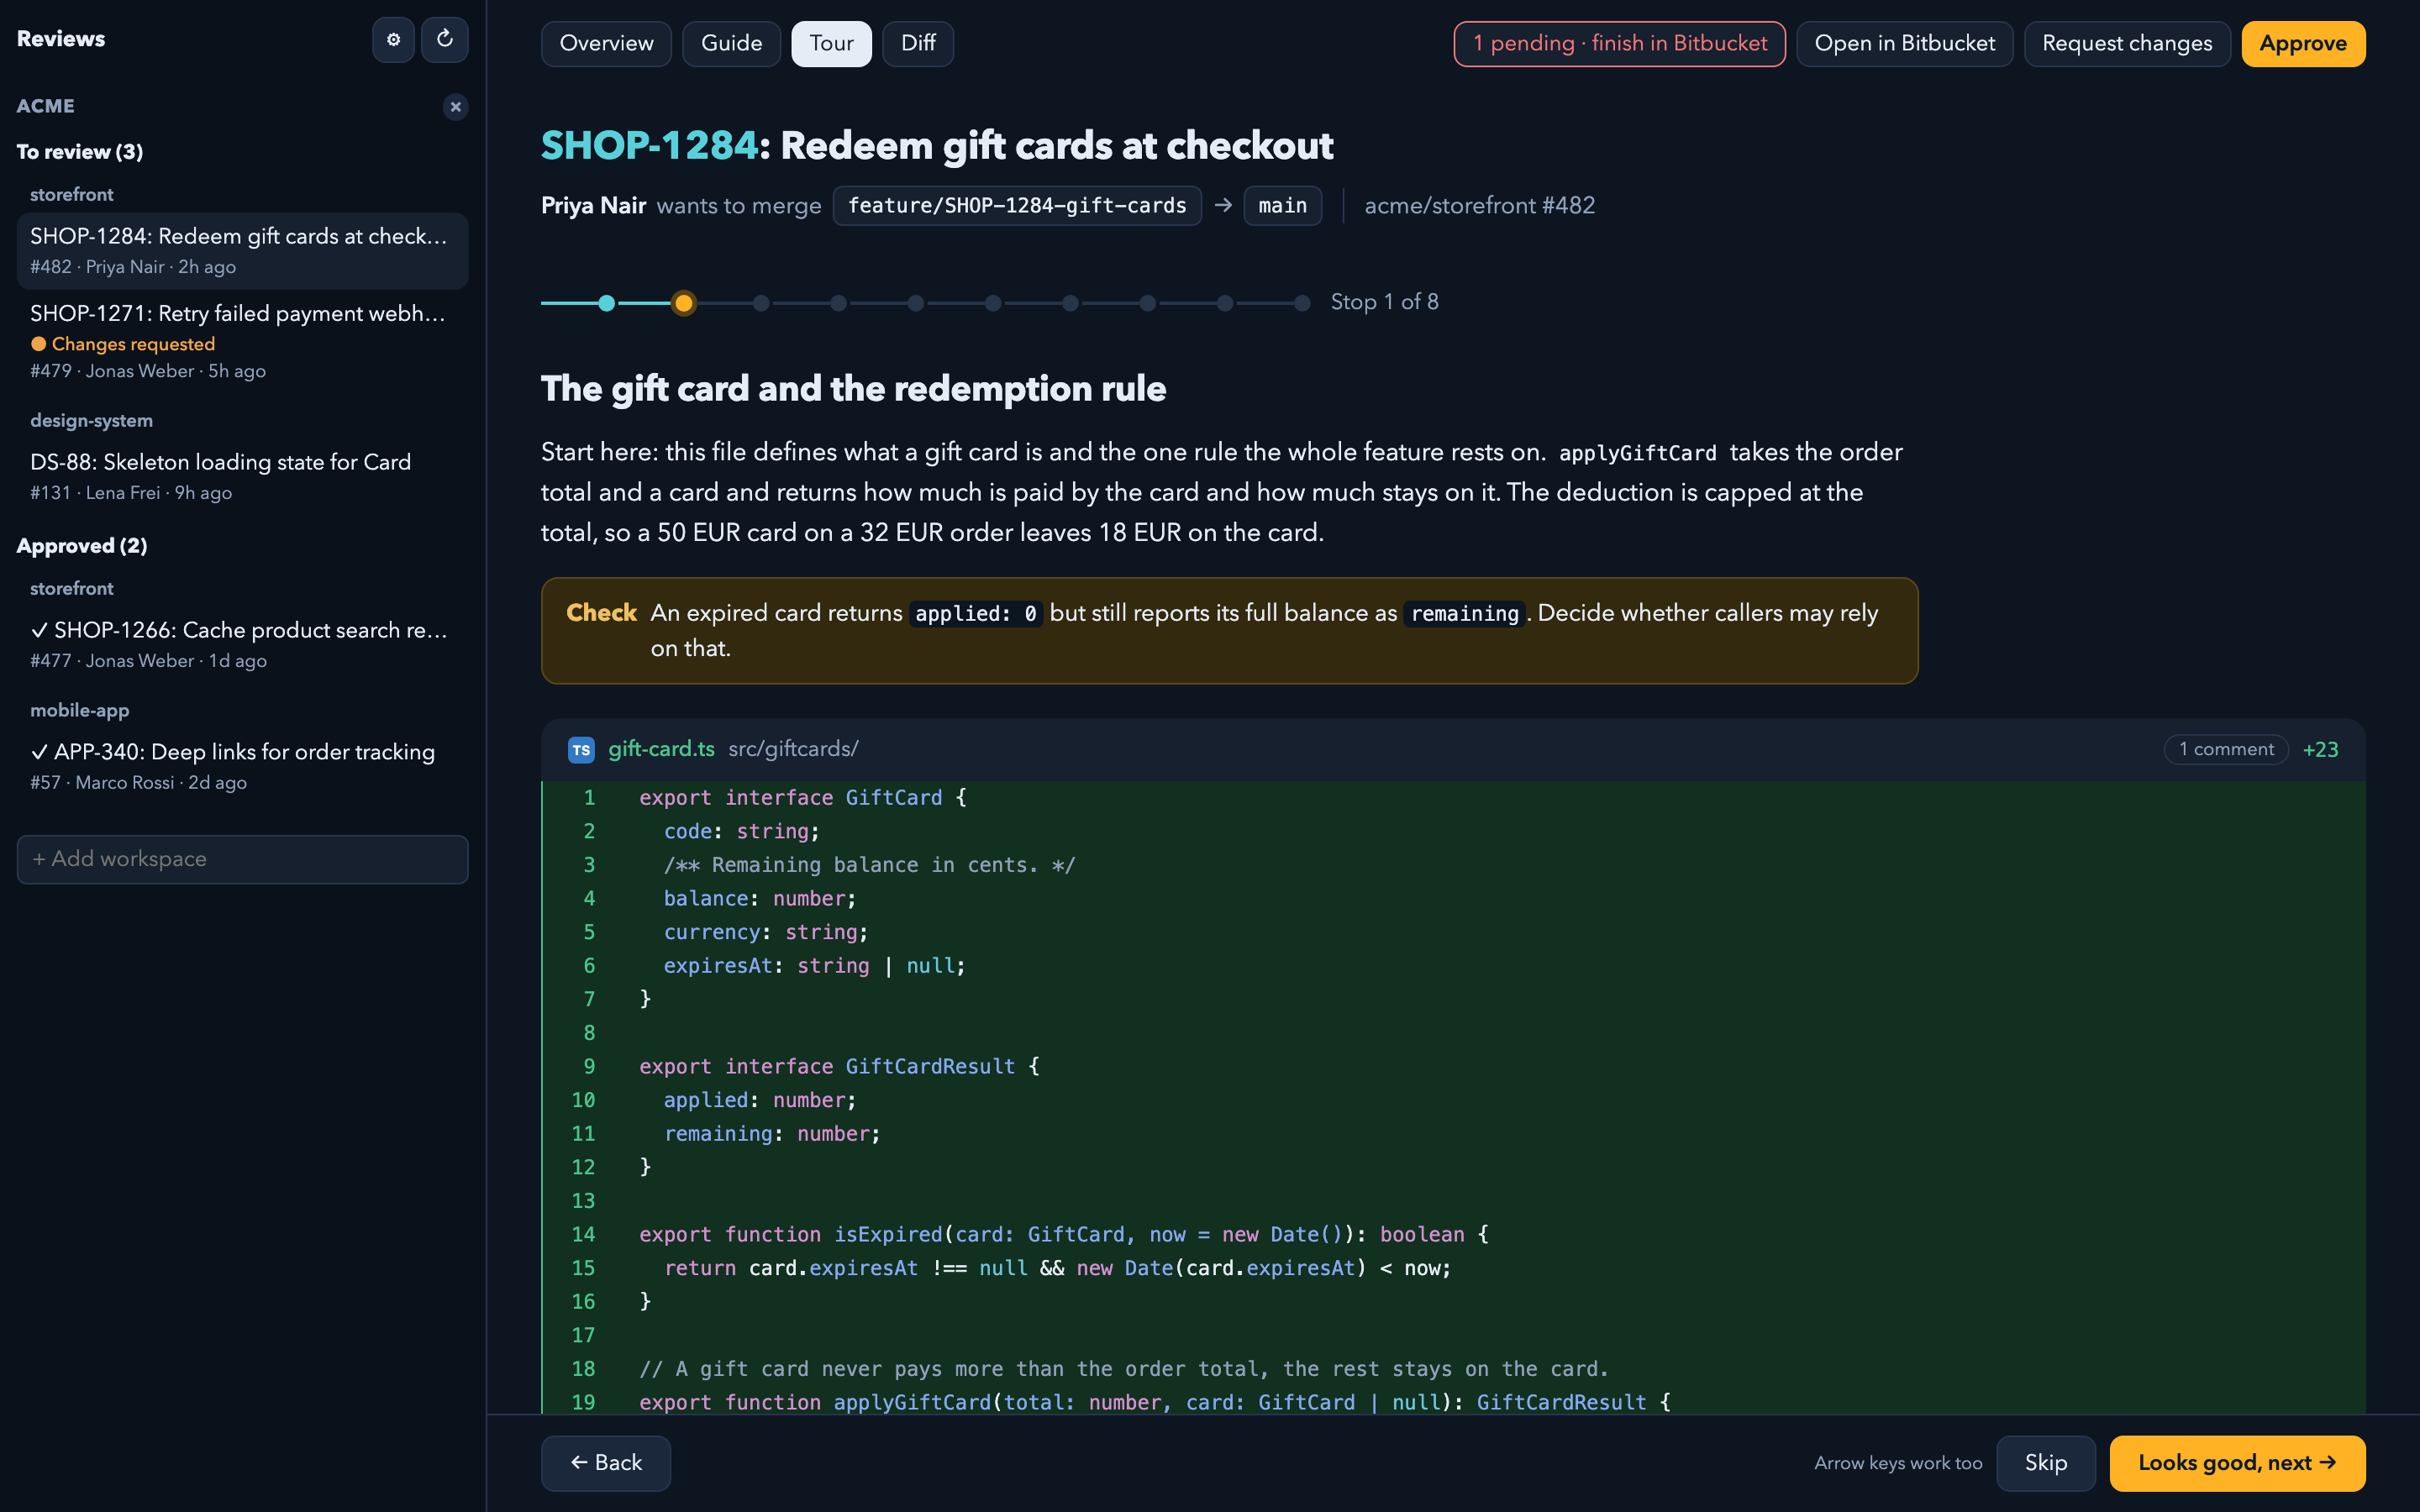 Reviews
ACME
To review (3)
storefront
SHOP-1284: Redeem gift cards at check…
#482 · Priya Nair · 2h ago
SHOP-1271: Retry failed payment webh…
Changes requested
#479 · Jonas Weber · 5h ago
design-system
DS-88: Skeleton loading state for Card
#131 · Lena Frei · 9h ago
Approved (2)
storefront
✓ SHOP-1266: Cache product search re…
#477 · Jonas Weber · 1d ago
mobile-app
✓ APP-340: Deep links for order tracking
#57 · Marco Rossi · 2d ago
+ Add workspace
Overview Guide Tour Diff
1 pending · finish in Bitbucket Open in Bitbucket Request changes Approve
SHOP-1284: Redeem gift cards at checkout
Priya Nair wants to merge feature/SHOP-1284-gift-cards → main acme/storefront #482
Stop 1 of 8
The gift card and the redemption rule
Start here: this file defines what a gift card is and the one rule the whole feature rests on. applyGiftCard takes the order
total and a card and returns how much is paid by the card and how much stays on it. The deduction is capped at the
total, so a 50 EUR card on a 32 EUR order leaves 18 EUR on the card.
Check An expired card returns applied: 0 but still reports its full balance as remaining. Decide whether callers may rely
on that.
TS gift-card.ts src/giftcards/ 1 comment +23
1 export interface GiftCard {
2 code: string;
3 /** Remaining balance in cents. */
4 balance: number;
5 currency: string;
6 expiresAt: string | null;
7 }
8
9 export interface GiftCardResult {
10 applied: number;
11 remaining: number;
12 }
13
14 export function isExpired(card: GiftCard, now = new Date()): boolean {
15 return card.expiresAt !== null && new Date(card.expiresAt) < now;
16 }
17
18 // A gift card never pays more than the order total, the rest stays on the card.
19 export function applyGiftCard(total: number, card: GiftCard | null): GiftCardResult {
← Back
Arrow keys work too Skip Looks good, next →